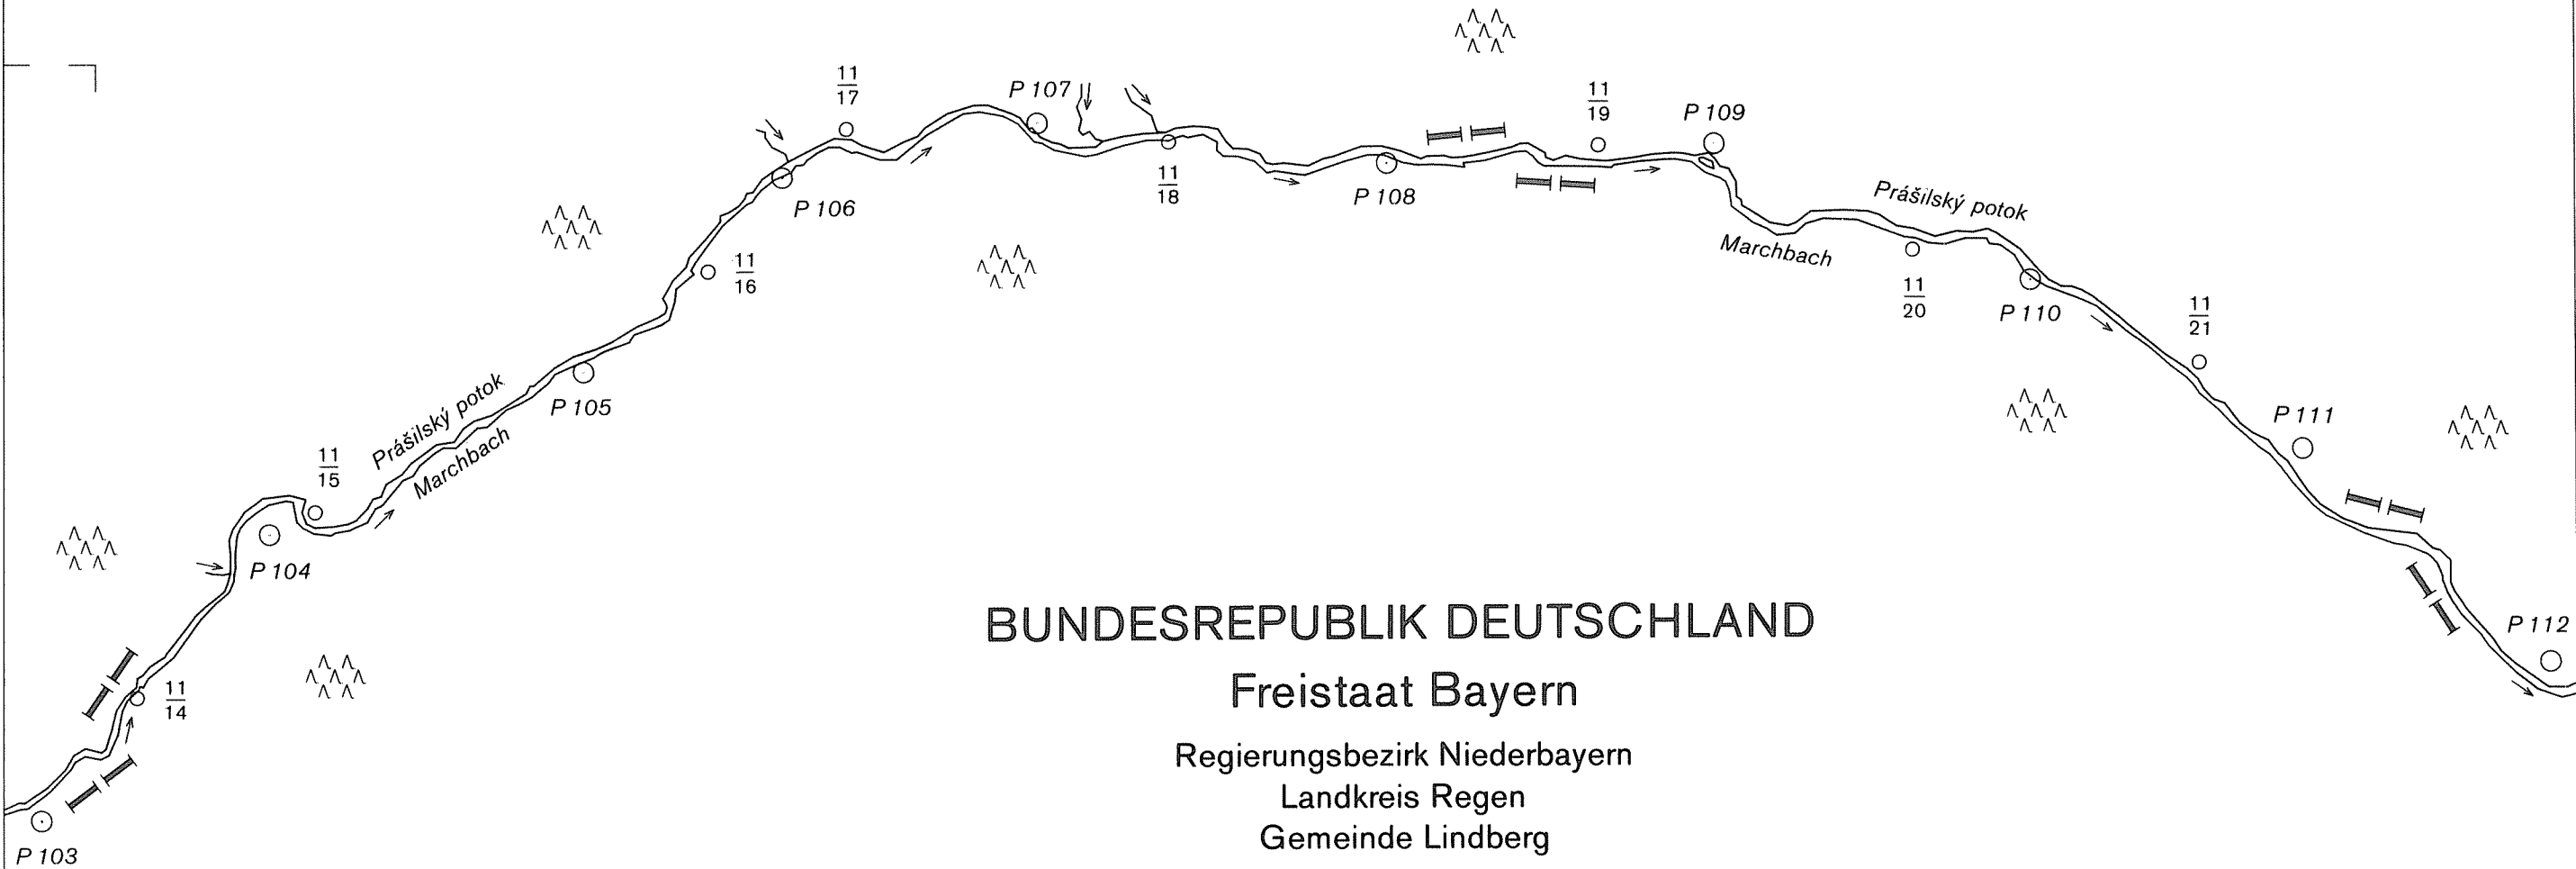 11
17
P 107
11
19
P 109
P 106
11
18
P 108
Prášilský potok
Marchbach
11
16
11
20
P 110
11
21
Prášilský potok
Marchbach
P 105
P 111
11
15
P 104
BUNDESREPUBLIK DEUTSCHLAND
P 112
Freistaat Bayern
11
14
Regierungsbezirk Niederbayern
Landkreis Regen
Gemeinde Lindberg
P 103